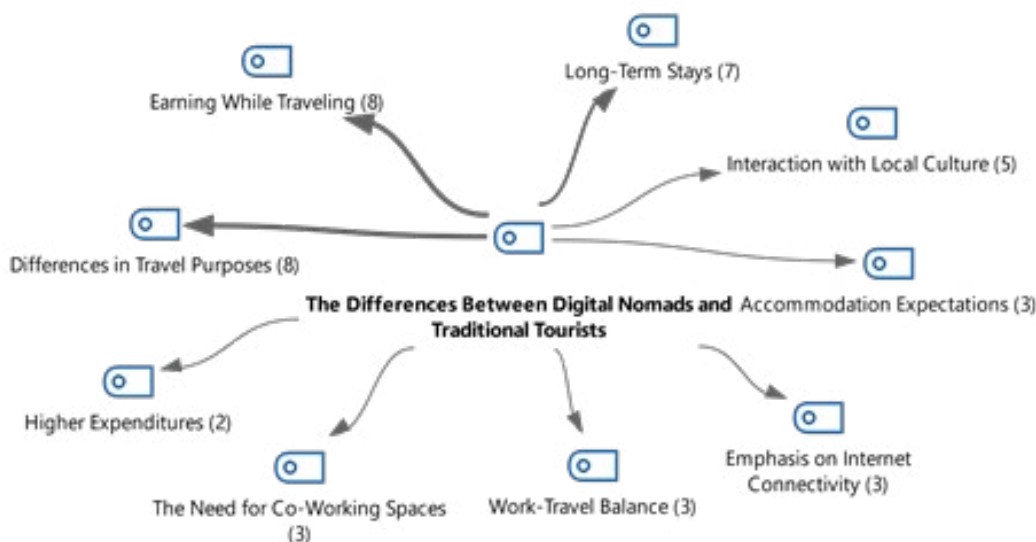 Long-Term Stays (7)
Earning While Traveling (8)
Interaction with Local Culture (5)
Differences in Travel Purposes (8)
The Differences Between Digital Nomads and
Traditional Tourists
Accommodation Expectations (3)
Higher Expenditures (2)
The Need for Co-Working Spaces
(3)
Work-Travel Balance (3)
Emphasis on Internet
Connectivity (3)